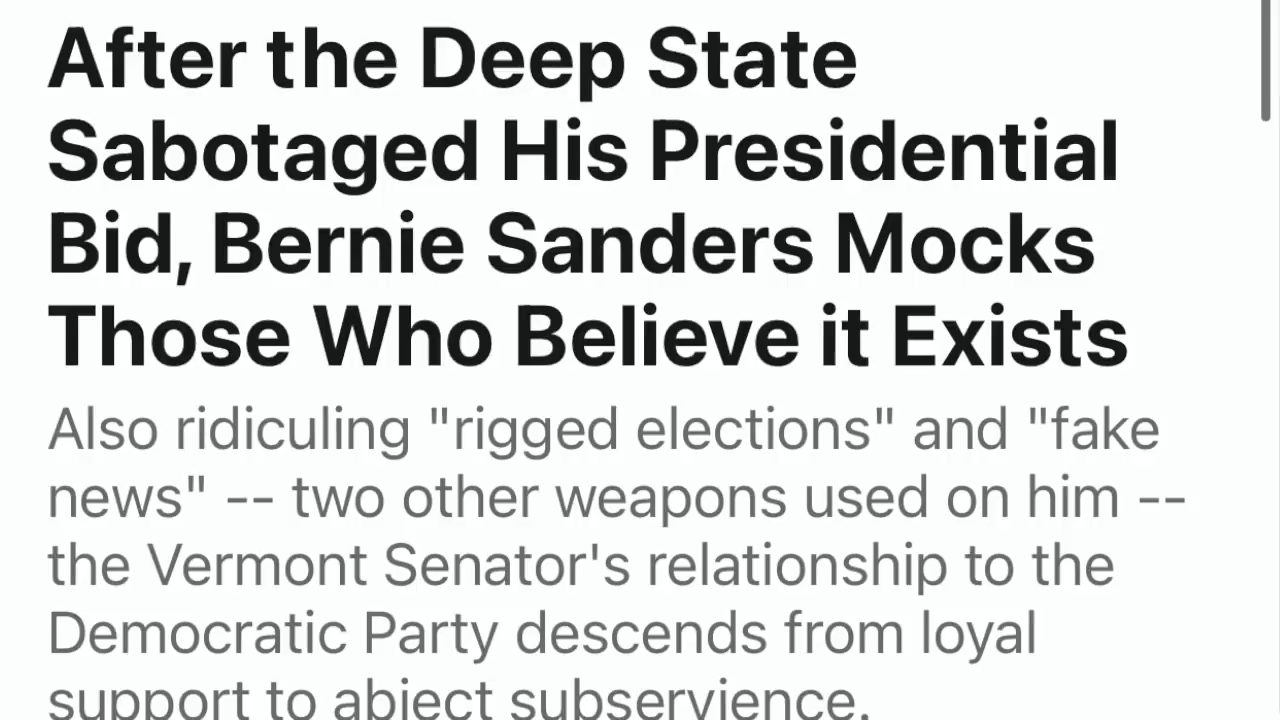 After the Deep State
Sabotaged His Presidential
Bid, Bernie Sanders Mocks
Those Who Believe it Exists
Also ridiculing "rigged elections" and "fake
news" -- two other weapons used on him --
the Vermont Senator's relationship to the
Democratic Party descends from loyal
support to abject subservience.